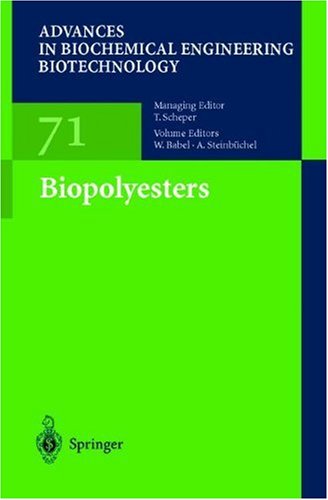 ADVANCES
IN BIOCHEMICAL ENGINEERING
BIOTECHNOLOGY
71
Managing Editor
T. Scheper
Volume Editors
W. Babel · A. Steinbüchel
Biopolyesters
Springer